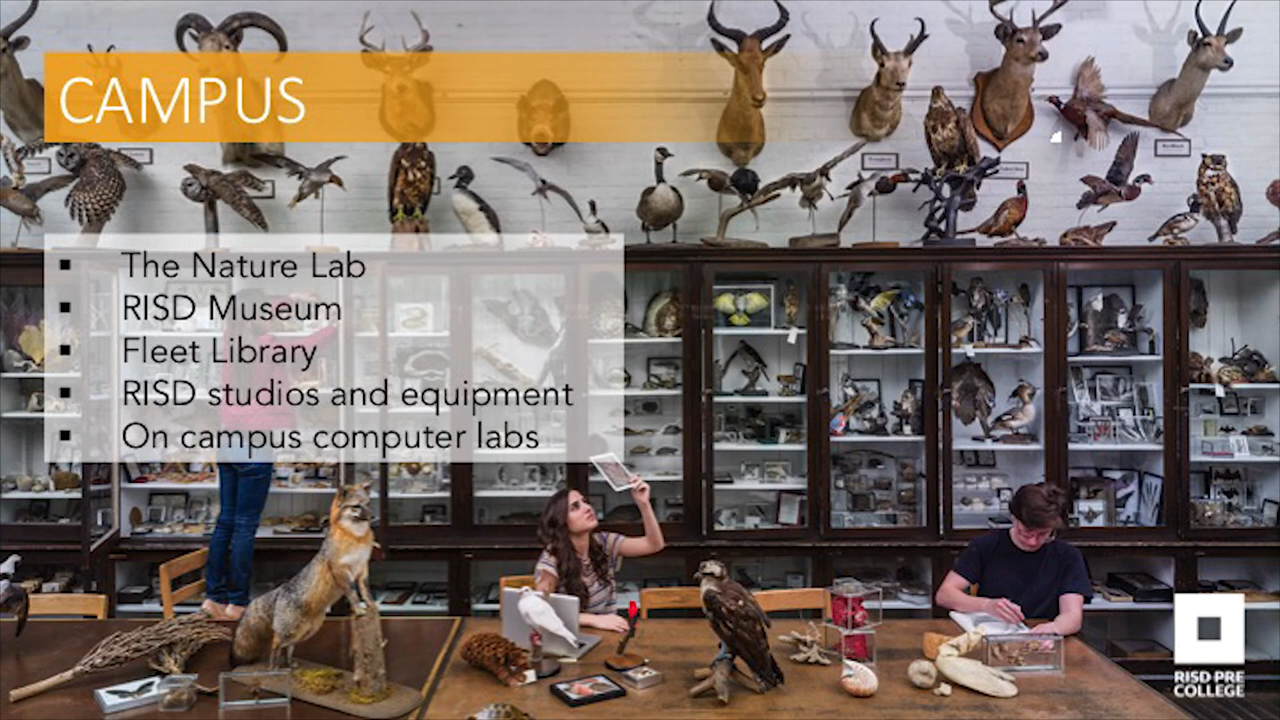 CAMPUS
▪ The Nature Lab
▪ RISD Museum
▪ Fleet Library
▪ RISD studios and equipment
▪ On campus computer labs
RISD PRE
COLLEGE